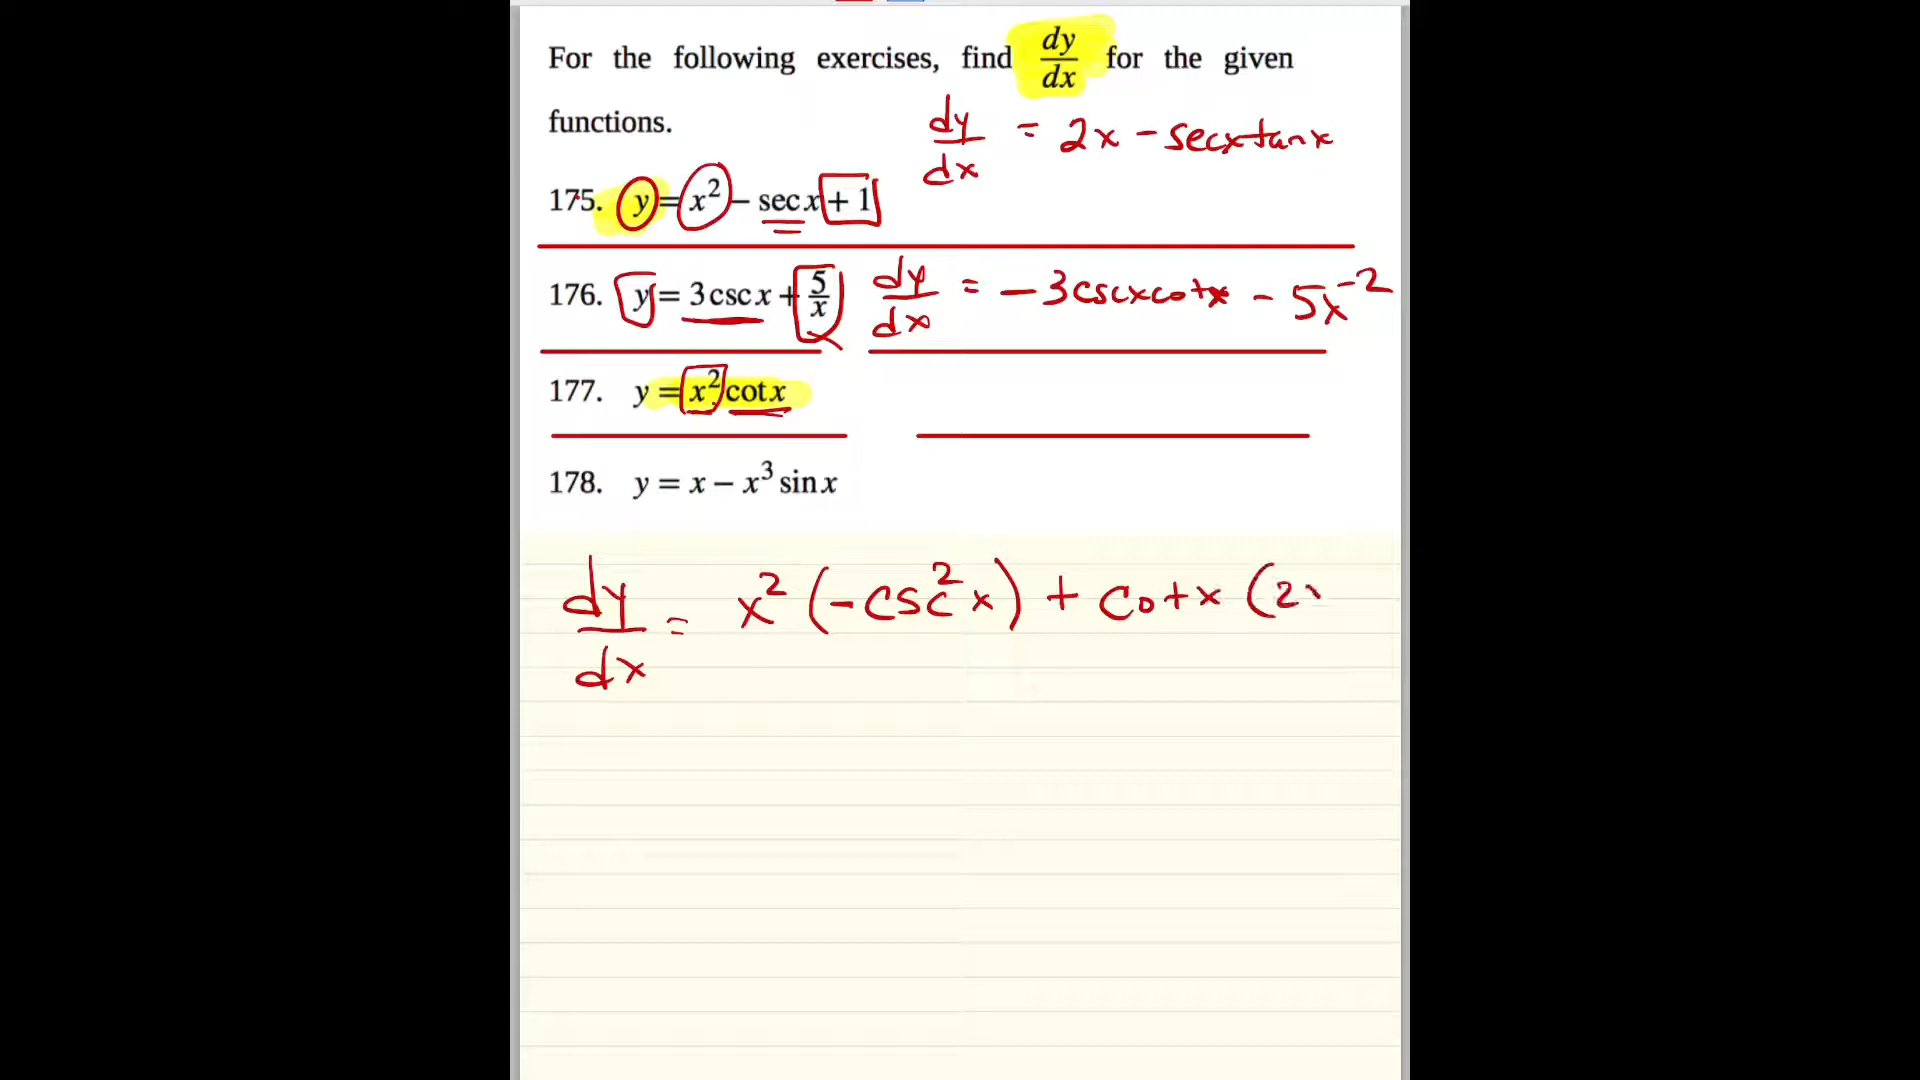 For the following exercises, find dy/dx for the given
functions.
dy/dx = 2x - secxtanx
175. y = x² − sec x + 1
176. y = 3 csc x + 5/x
dy/dx = -3cscxcotx - 5x⁻²
177. y = x² cot x
178. y = x − x³ sin x
dy/dx = x² (-csc²x) + cotx (2x